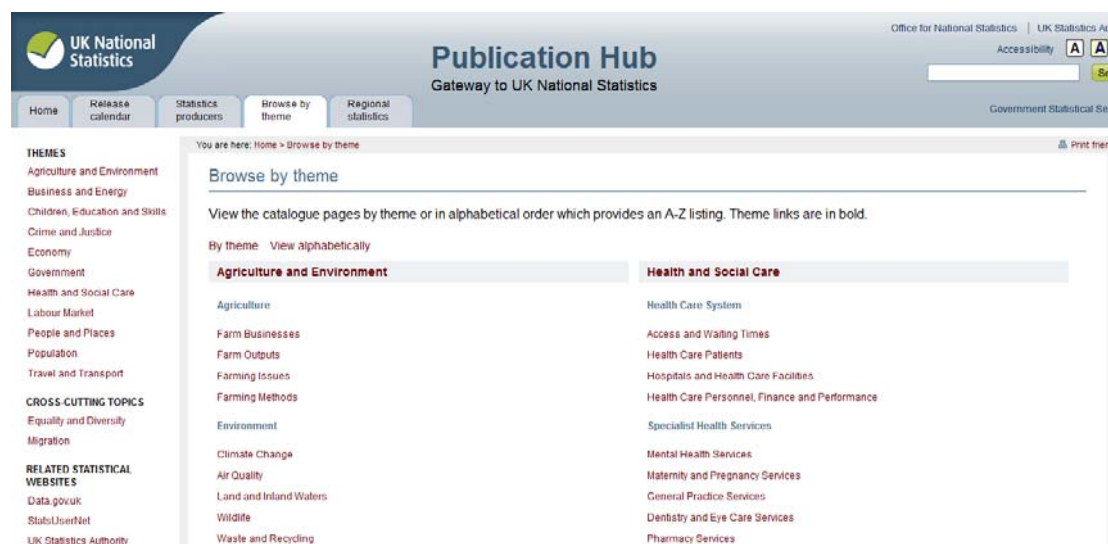 UK National
Statistics
Publication Hub
Gateway to UK National Statistics
Office for National Statistics | UK Statistics
Accessibility A A
Government Statistical
Home
Release
calendar
Statistics
producers
Browse by
theme
Regional
statistics
You are here: Home > Browse by theme
Print
THEMES
Agriculture and Environment
Business and Energy
Children, Education and Skills
Crime and Justice
Economy
Government
Health and Social Care
Labour Market
People and Places
Population
Travel and Transport
CROSS-CUTTING TOPICS
Equality and Diversity
Migration
RELATED STATISTICAL
WEBSITES
Data.gov.uk
StatsUserNet
UK Statistics Authority
Browse by theme
View the catalogue pages by theme or in alphabetical order which provides an A-Z listing. Theme links are in bold.
By theme View alphabetically
Agriculture and Environment
Agriculture
Farm Businesses
Farm Outputs
Farming Issues
Farming Methods
Environment
Climate Change
Air Quality
Land and Inland Waters
Wildlife
Waste and Recycling
Health and Social Care
Health Care System
Access and Waiting Times
Health Care Patients
Hospitals and Health Care Facilities
Health Care Personnel, Finance and Performance
Specialist Health Services
Mental Health Services
Maternity and Pregnancy Services
General Practice Services
Dentistry and Eye Care Services
Pharmacy Services